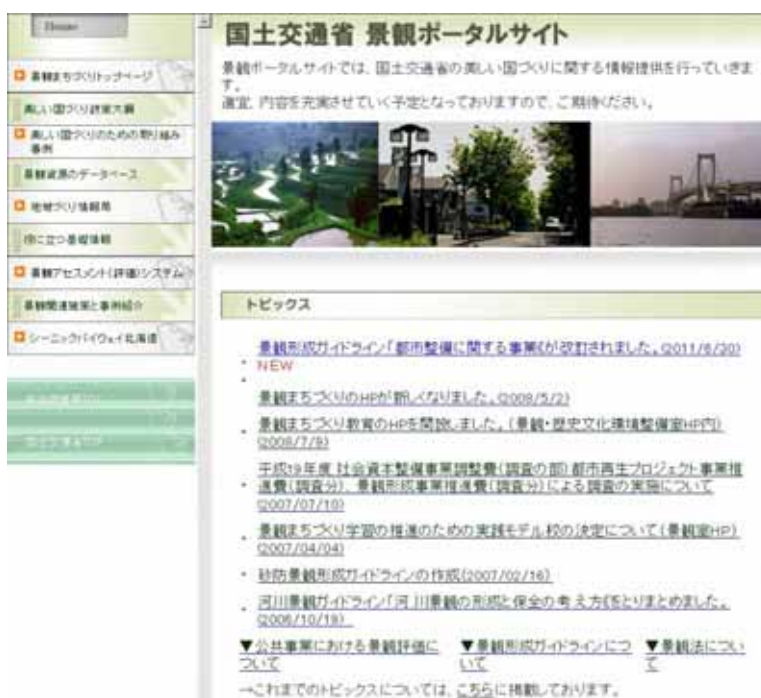 Home
景観まちづくりトップページ
美しい国づくり政策大綱
美しい国づくりのための取り組み
事例
景観資源のデータベース
地域づくり情報局
役に立つ基礎情報
景観アセスメント(評価)システム
景観関連施策と事例紹介
シーニックバイウェイ北海道
国土交通省 景観ポータルサイト
景観ポータルサイトでは、国土交通省の美しい国づくりに関する情報提供を行っていきま
す。
適宜、内容を充実させていく予定となっておりますので、ご期待ください。
トピックス
景観形成ガイドライン「都市整備に関する事業」が改訂されました。(2011/6/20)
NEW
景観まちづくりのHPが新しくなりました。(2008/5/2)
景観まちづくり教育のHPを開設しました。(景観・歴史文化環境整備室HP内)
(2008/7/9)
平成19年度 社会資本整備事業調整費(調査の部)都市再生プロジェクト事業推
進費(調査分)、景観形成事業推進費(調査分)による調査の実施について
(2007/07/10)
景観まちづくり学習の推進のための実践モデル校の決定について(景観室HP)
(2007/04/04)
砂防景観形成ガイドラインの作成(2007/02/16)
河川景観ガイドライン「河川景観の形成と保全の考え方」をとりまとめました。
(2006/10/19)
▼公共事業における景観評価に
ついて
▼景観形成ガイドラインにつ
いて
▼景観法につい
て
→これまでのトピックスについては、こちらに掲載しております。